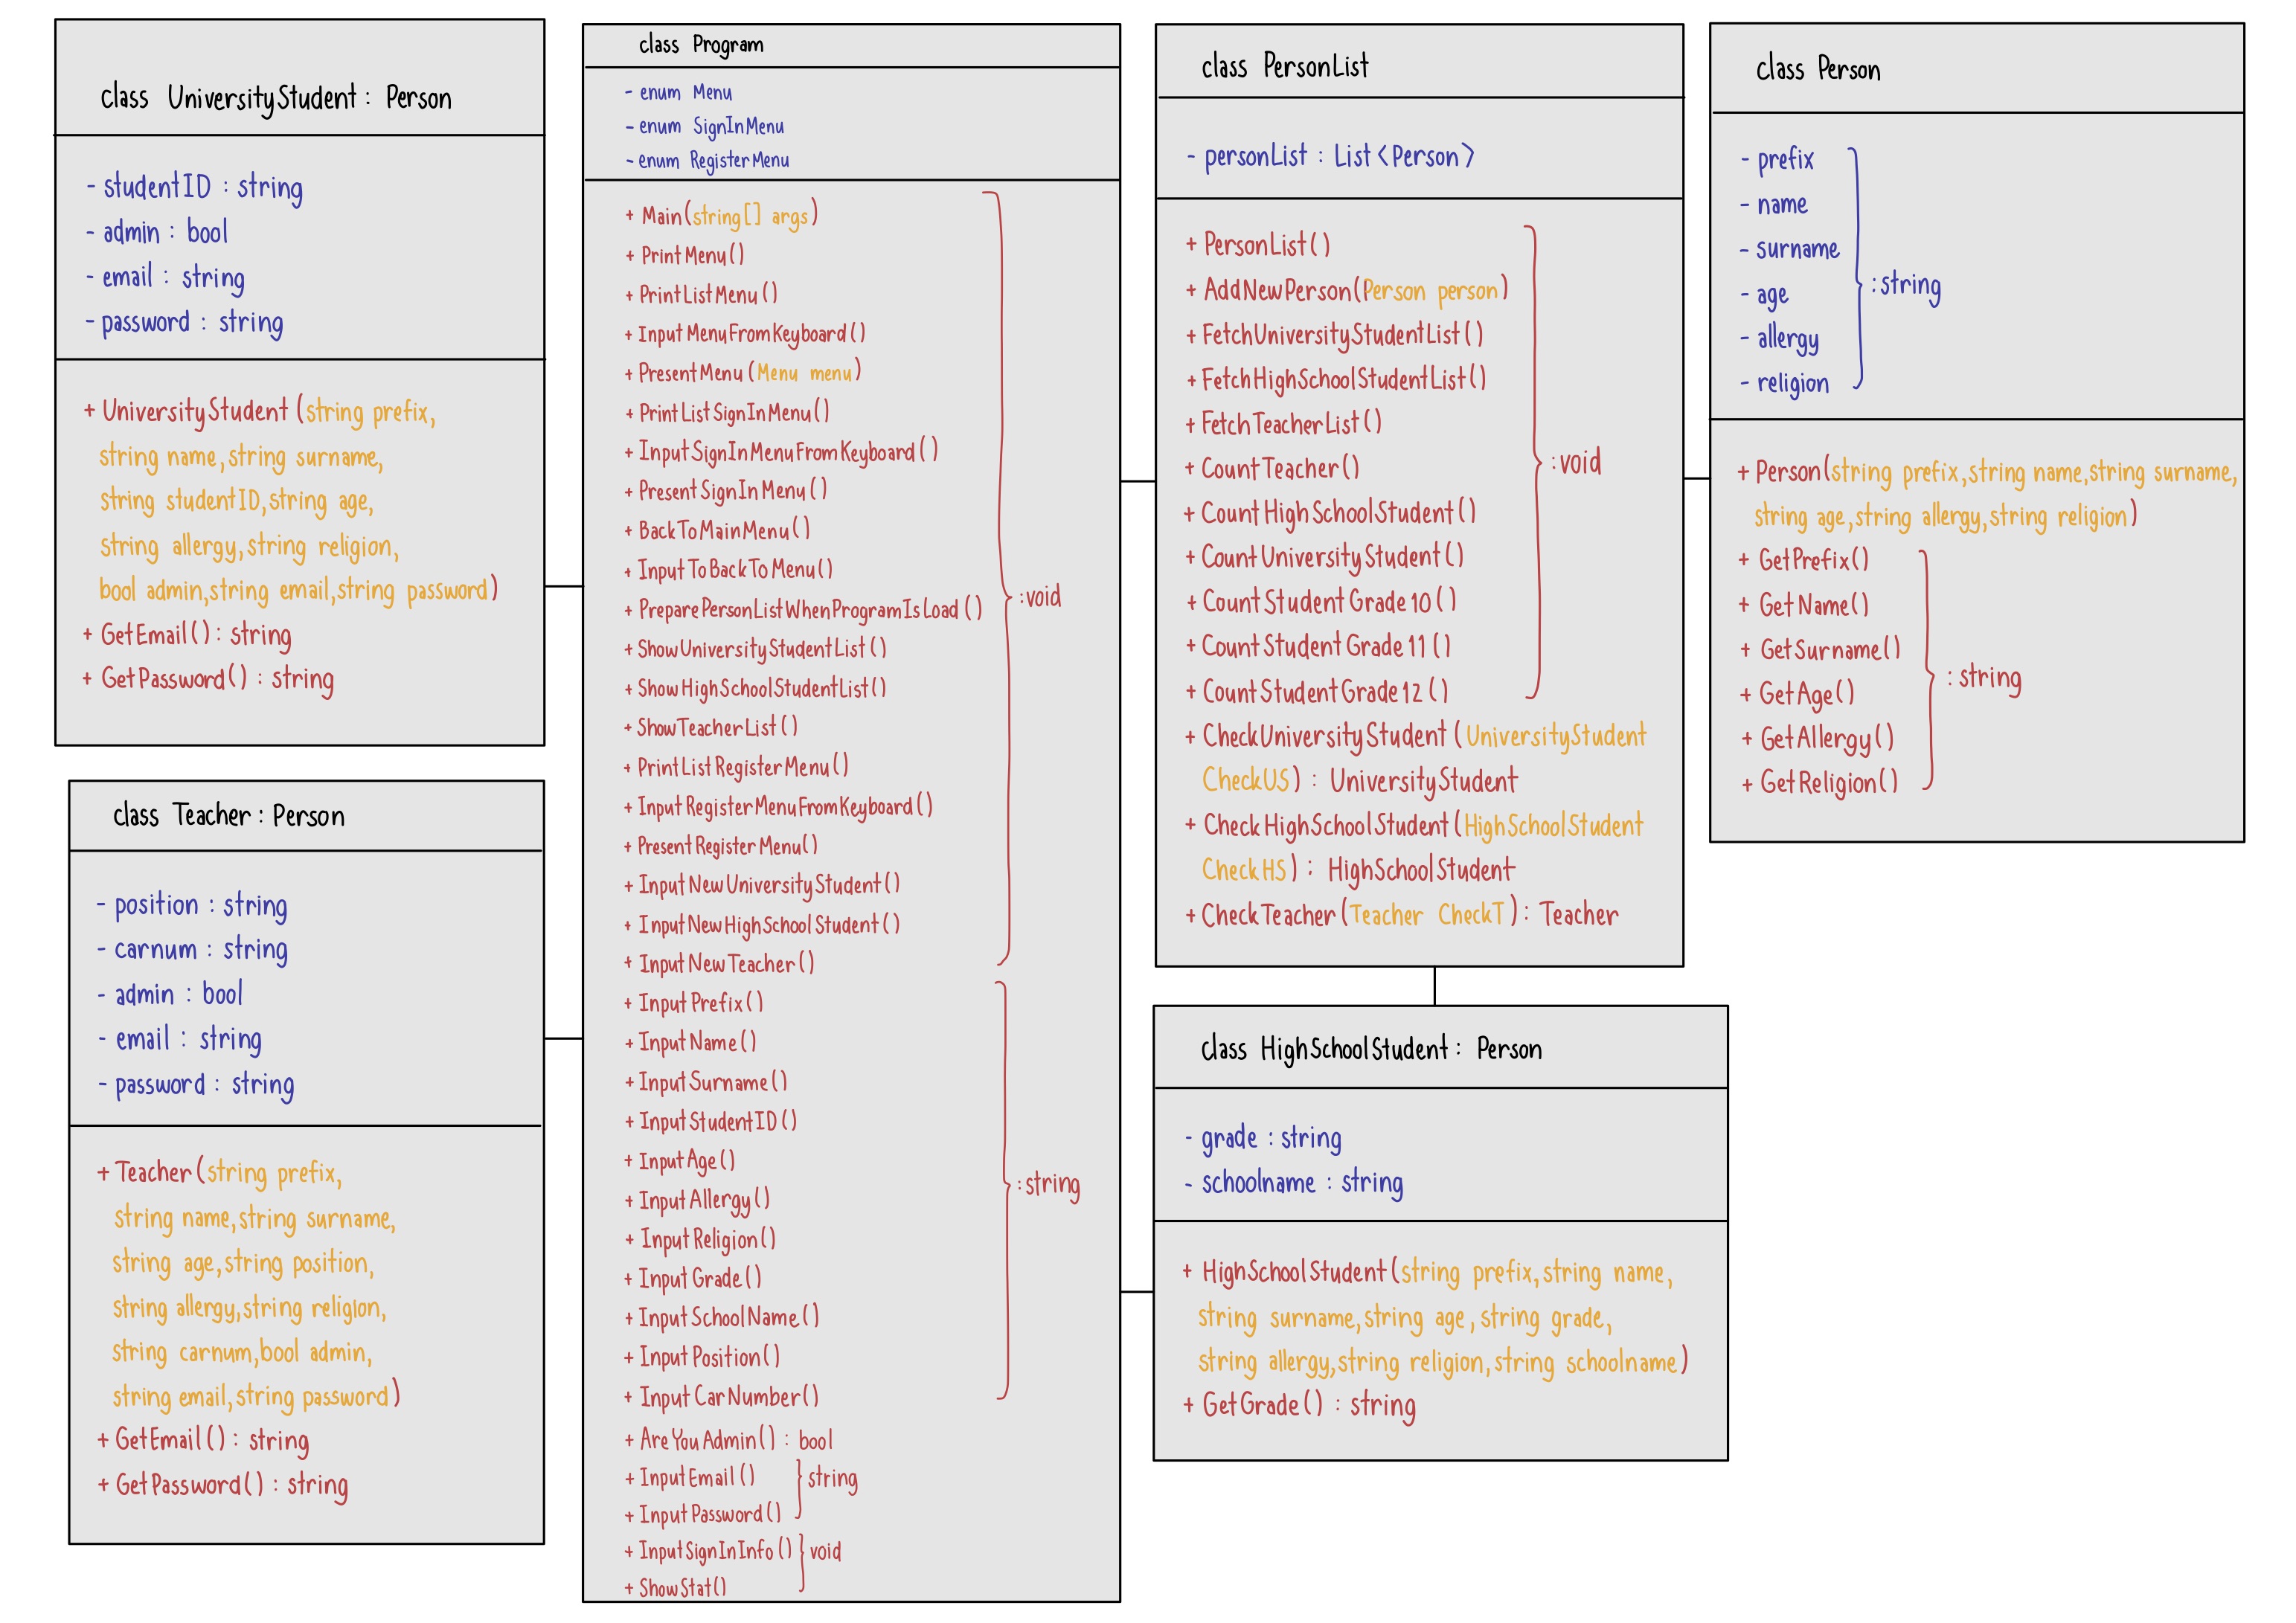 class UniversityStudent : Person
- studentID : string
- admin : bool
- email : string
- password : string
+ UniversityStudent (string prefix,
string name, string surname,
string studentID, string age,
string allergy, string religion,
bool admin, string email, string password)
+ GetEmail() : string
+ GetPassword() : string
class Teacher : Person
- position : string
- carnum : string
- admin : bool
- email : string
- password : string
+ Teacher (string prefix,
string name, string surname,
string age, string position,
string allergy, string religion,
string carnum, bool admin,
string email, string password)
+ GetEmail() : string
+ GetPassword() : string
class Program
- enum Menu
- enum SignInMenu
- enum RegisterMenu
+ Main(string[] args)
+ PrintMenu()
+ PrintListMenu()
+ InputMenuFromKeyboard()
+ PresentMenu (Menu menu)
+ PrintListSignInMenu()
+ InputSignInMenuFromKeyboard()
+ PresentSignInMenu()
+ BackToMainMenu()
+ InputToBackToMenu()
+ PreparePersonListWhenProgramIsLoad()
+ ShowUniversityStudentList()
+ ShowHighSchoolStudentList()
+ ShowTeacherList()
+ PrintListRegisterMenu()
+ InputRegisterMenuFromKeyboard()
+ PresentRegisterMenu()
+ InputNewUniversityStudent()
+ InputNewHighSchoolStudent()
+ InputNewTeacher()
: void
+ InputPrefix()
+ InputName()
+ InputSurname()
+ InputStudentID()
+ InputAge()
+ InputAllergy()
+ InputReligion()
+ InputGrade()
+ InputSchoolName()
+ InputPosition()
+ InputCarNumber()
: string
+ AreYouAdmin() : bool
+ InputEmail()
+ InputPassword()
string
+ InputSignInInfo()
+ ShowStat()
void
class PersonList
- personList : List<Person>
+ PersonList()
+ AddNewPerson(Person person)
+ FetchUniversityStudentList()
+ FetchHighSchoolStudentList()
+ FetchTeacherList()
+ CountTeacher()
+ CountHighSchoolStudent()
+ CountUniversityStudent()
+ CountStudentGrade10()
+ CountStudentGrade11()
+ CountStudentGrade12()
: void
+ CheckUniversityStudent (UniversityStudent
CheckUS) : UniversityStudent
+ CheckHighSchoolStudent (HighSchoolStudent
CheckHS) : HighSchoolStudent
+ CheckTeacher (Teacher CheckT) : Teacher
class HighSchoolStudent : Person
- grade : string
- schoolname : string
+ HighSchoolStudent (string prefix, string name,
string surname, string age, string grade,
string allergy, string religion, string schoolname)
+ GetGrade() : string
class Person
- prefix
- name
- surname
- age
- allergy
- religion
: string
+ Person(string prefix, string name, string surname,
string age, string allergy, string religion)
+ GetPrefix()
+ GetName()
+ GetSurname()
+ GetAge()
+ GetAllergy()
+ GetReligion()
: string